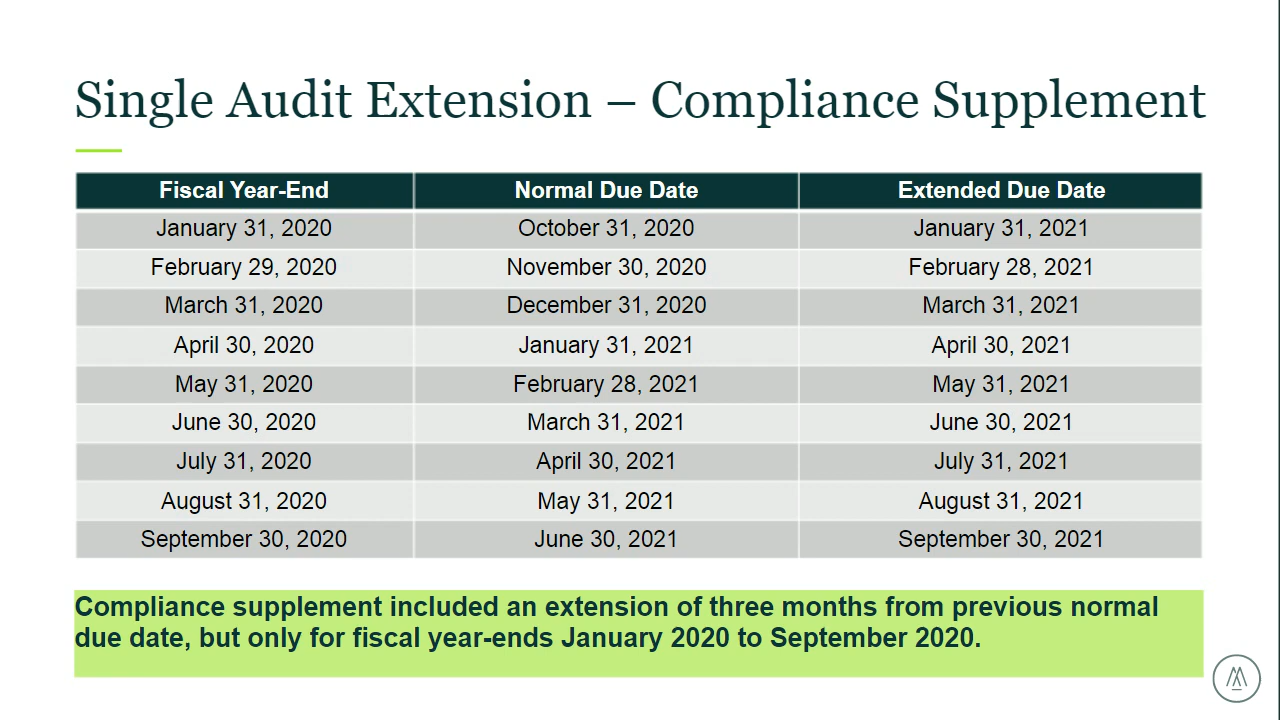 Single Audit Extension – Compliance Supplement
Fiscal Year-End Normal Due Date Extended Due Date
January 31, 2020 October 31, 2020 January 31, 2021
February 29, 2020 November 30, 2020 February 28, 2021
March 31, 2020 December 31, 2020 March 31, 2021
April 30, 2020 January 31, 2021 April 30, 2021
May 31, 2020 February 28, 2021 May 31, 2021
June 30, 2020 March 31, 2021 June 30, 2021
July 31, 2020 April 30, 2021 July 31, 2021
August 31, 2020 May 31, 2021 August 31, 2021
September 30, 2020 June 30, 2021 September 30, 2021
Compliance supplement included an extension of three months from previous normal
due date, but only for fiscal year-ends January 2020 to September 2020.